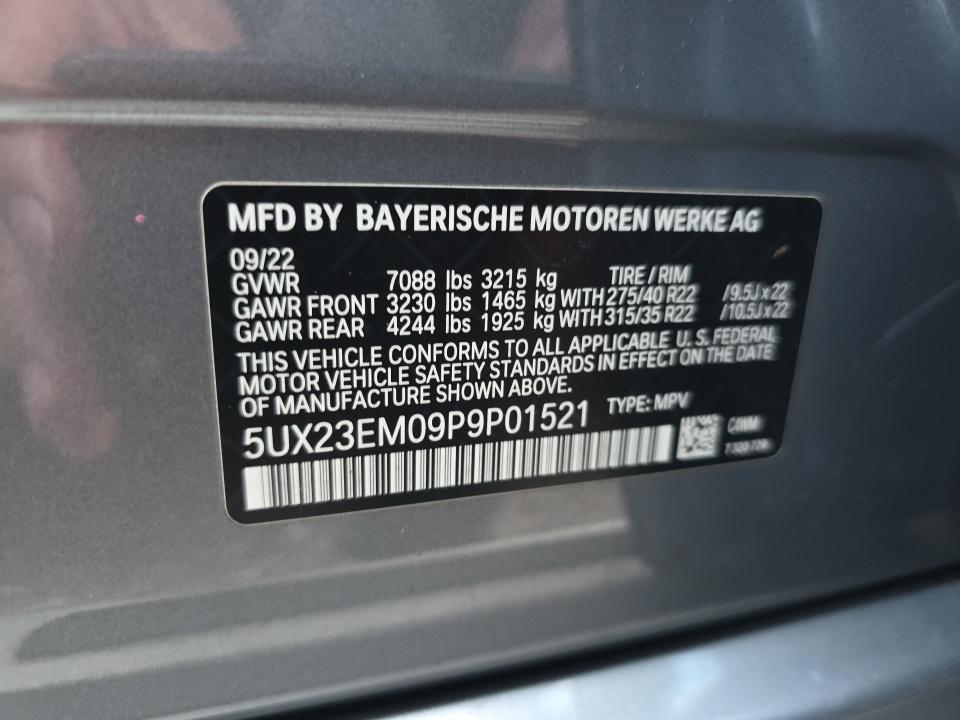 MFD BY BAYERISCHE MOTOREN WERKE AG
09/22 TIRE / RIM
GVWR 7088 lbs 3215 kg
GAWR FRONT 3230 lbs 1465 kg WITH 275/40 R22 /9.5J x 22
GAWR REAR 4244 lbs 1925 kg WITH 315/35 R22 /10.5J x 22
THIS VEHICLE CONFORMS TO ALL APPLICABLE U. S. FEDERAL
MOTOR VEHICLE SAFETY STANDARDS IN EFFECT ON THE DATE
OF MANUFACTURE SHOWN ABOVE.
5UX23EM09P9P01521 TYPE: MPV